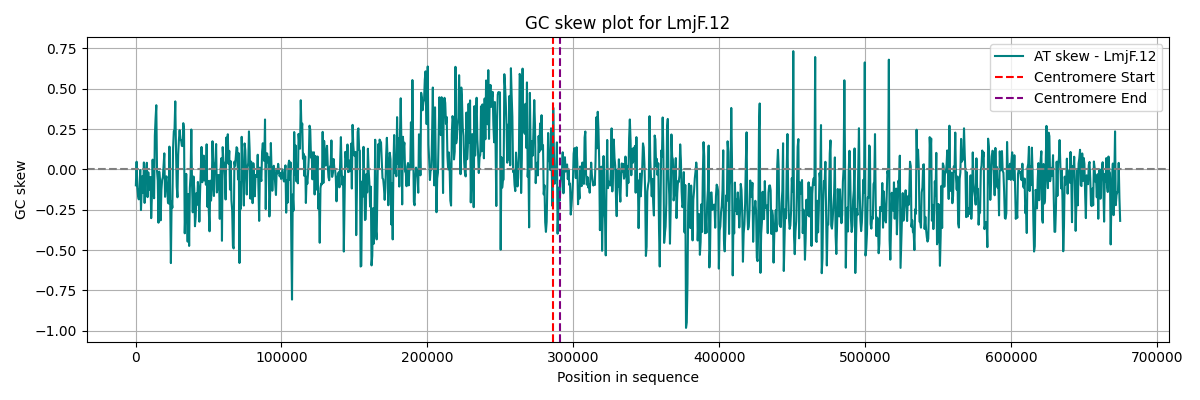 GC skew plot for LmjF.12
0.75
0.50
0.25
0.00
−0.25
−0.50
−0.75
−1.00
GC skew
AT skew - LmjF.12
Centromere Start
Centromere End
0 100000 200000 300000 400000 500000 600000 700000
Position in sequence